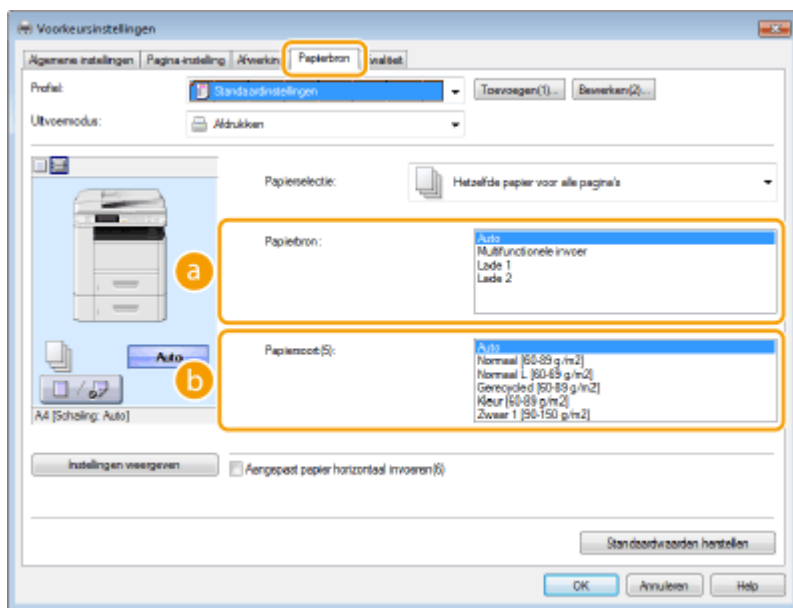 Voorkeursinstellingen
Algemene instellingen Pagina-instelling Afwerkin Papierbron waliteit
Profiel: Standaardinstellingen Toevoegen(1)... Bewerken(2)...
Uitvoermodus: Afdrukken
Papierselectie: Hetzelfde papier voor alle pagina's
a
Papierbron:
Auto
Multifunctionele invoer
Lade 1
Lade 2
b
Papiersoort(5):
Auto
Normaal [60-89 g/m2]
Normaal L [60-89 g/m2]
Gerecycled [60-89 g/m2]
Kleur [60-89 g/m2]
Zwaar 1 [90-150 g/m2]
Auto
A4 [Schaling: Auto]
Instellingen weergeven
Aangepast papier horizontaal invoeren(6)
Standaardwaarden herstellen
OK Annuleren Help